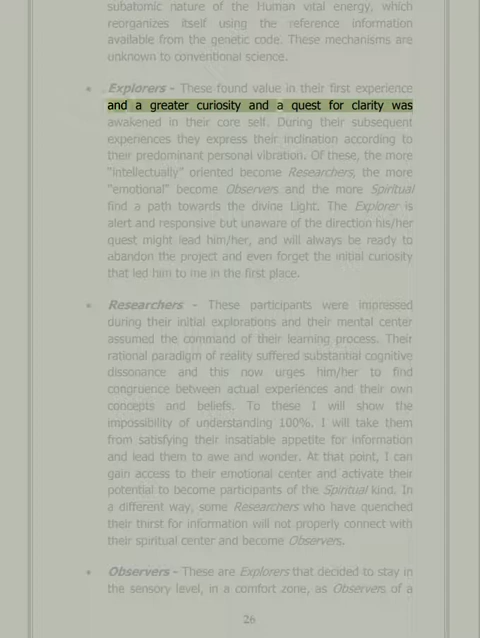 subatomic nature of the Human vital energy, which
reorganizes itself using the reference information
available from the genetic code. These mechanisms are
unknown to conventional science.
• Explorers - These found value in their first experience
and a greater curiosity and a quest for clarity was
awakened in their core self. During their subsequent
experiences they express their inclination according to
their predominant personal vibration. Of these, the more
"intellectually" oriented become Researchers, the more
"emotional" become Observers and the more Spiritual
find a path towards the divine Light. The Explorer is
alert and responsive but unaware of the direction his/her
quest might lead him/her, and will always be ready to
abandon the project and even forget the initial curiosity
that led him to me in the first place.
• Researchers - These participants were impressed
during their initial explorations and their mental center
assumed the command of their learning process. Their
rational paradigm of reality suffered substantial cognitive
dissonance and this now urges him/her to find
congruence between actual experiences and their own
concepts and beliefs. To these I will show the
impossibility of understanding 100%. I will take them
from satisfying their insatiable appetite for information
and lead them to awe and wonder. At that point, I can
gain access to their emotional center and activate their
potential to become participants of the Spiritual kind. In
a different way, some Researchers who have quenched
their thirst for information will not properly connect with
their spiritual center and become Observers.
• Observers - These are Explorers that decided to stay in
the sensory level, in a comfort zone, as Observers of a
26